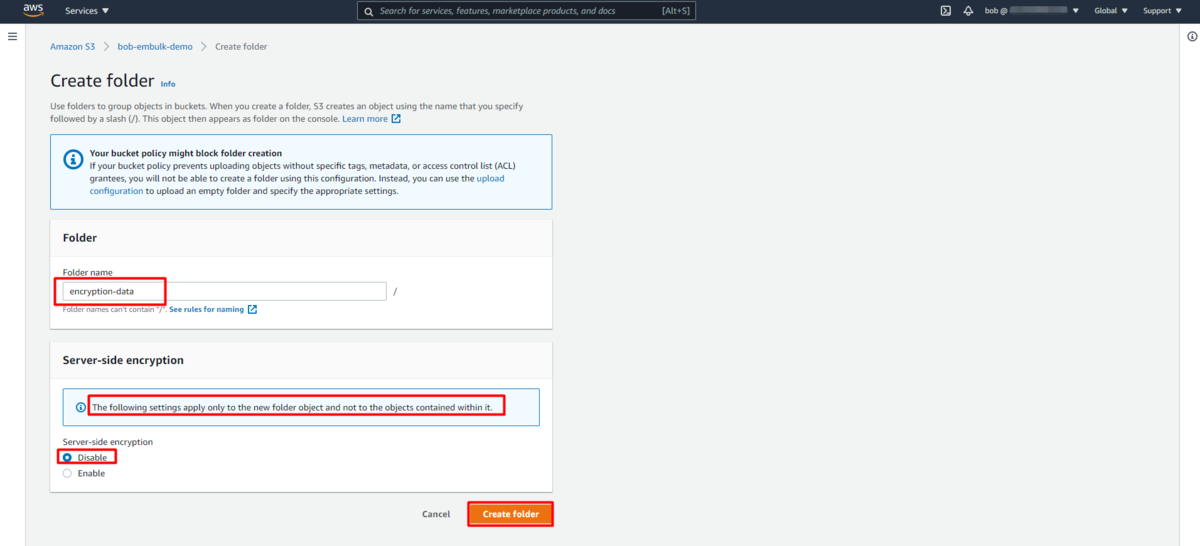 aws
Services ▼
Search for services, features, marketplace products, and docs [Alt+S]
bob @ ▼
Global ▼
Support ▼
Amazon S3 > bob-embulk-demo > Create folder
Create folder Info
Use folders to group objects in buckets. When you create a folder, S3 creates an object using the name that you specify
followed by a slash (/). This object then appears as folder on the console. Learn more
Your bucket policy might block folder creation
If your bucket policy prevents uploading objects without specific tags, metadata, or access control list (ACL)
grantees, you will not be able to create a folder using this configuration. Instead, you can use the upload
configuration to upload an empty folder and specify the appropriate settings.
Folder
Folder name
encryption-data /
Folder names can't contain "/". See rules for naming
Server-side encryption
The following settings apply only to the new folder object and not to the objects contained within it.
Server-side encryption
Disable
Enable
Cancel
Create folder